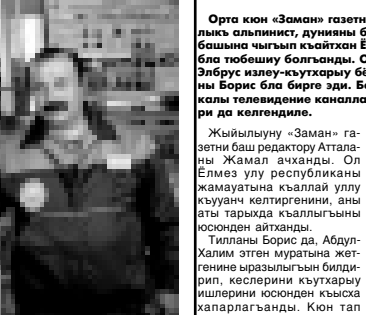 Орта кюн «Заман» газетн
лыкъ альпинист, дунияны б
башына чыгъып къайтхан Ё
бла тюбешиу болгъанды. О
Элбрус излеу-къутхарыу бё
ны Борис бла бирге эди. Бе
калы телевидение канала
ри да келгендиле.
Жыйылыуну «Заман» га-
зетни баш редактору Аттала-
ны Жамал ачханды. Ол
Ёлмез улу республиканы
жамауатына къаллай уллу
къууанч келтиргенини, аны
аты тарыхда къаллыгъыны
юсюнден айтханды.
Тилланы Борис да, Абдул-
Халим этген муратына жет-
генине ыразылыгъын билди-
рип, кеслерини къутхарыу
ишлерини юсюнден къысха
хапарлагъанды. Кюн тап